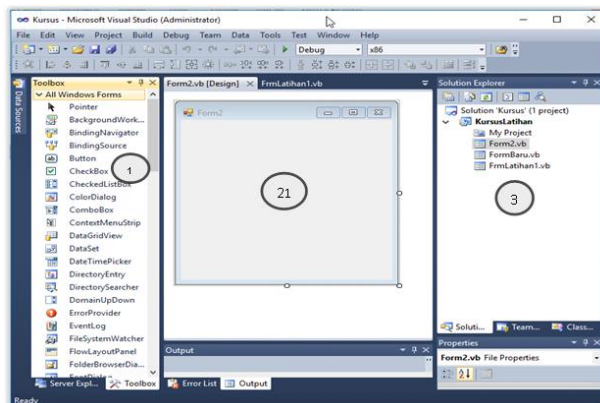 Kursus - Microsoft Visual Studio (Administrator)
File Edit View Project Build Debug Team Data Tools Test Window Help
Debug x86
Data Sources
Toolbox
All Windows Forms
Pointer
BackgroundWork...
BindingNavigator
BindingSource
Button
CheckBox
CheckedListBox
ColorDialog
ComboBox
ContextMenuStrip
DataGridView
DataSet
DateTimePicker
DirectoryEntry
DirectorySearcher
DomainUpDown
ErrorProvider
EventLog
FileSystemWatcher
FlowLayoutPanel
FolderBrowserDia...
FontDialog
1
Server Expl... Toolbox
Form2.vb [Design] FrmLatihan1.vb
Form2
21
Output
Error List Output
Solution Explorer
Solution 'Kursus' (1 project)
KursusLatihan
My Project
Form2.vb
FormBaru.vb
FrmLatihan1.vb
3
Soluti... Team... Class...
Properties
Form2.vb File Properties
Ready